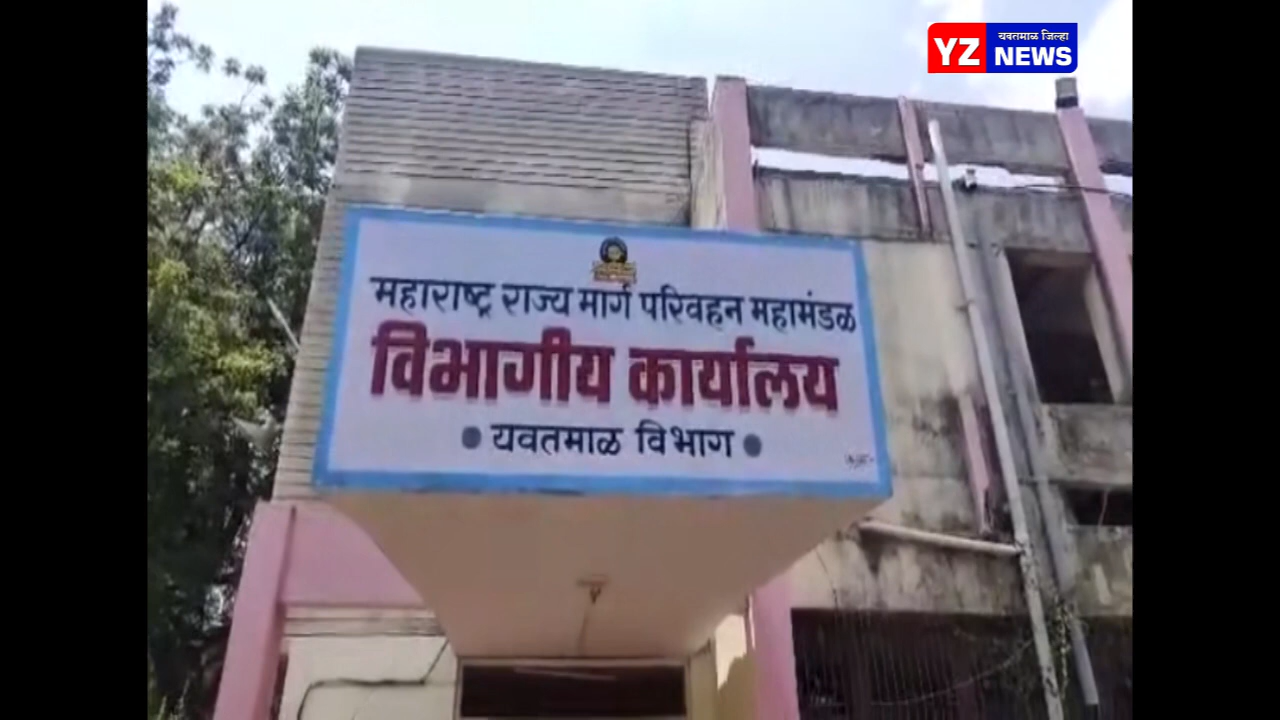 YZ
यवतमाळ जिल्हा
NEWS
महाराष्ट्र राज्य मार्ग परिवहन महामंडळ
विभागीय कार्यालय
• यवतमाळ विभाग •